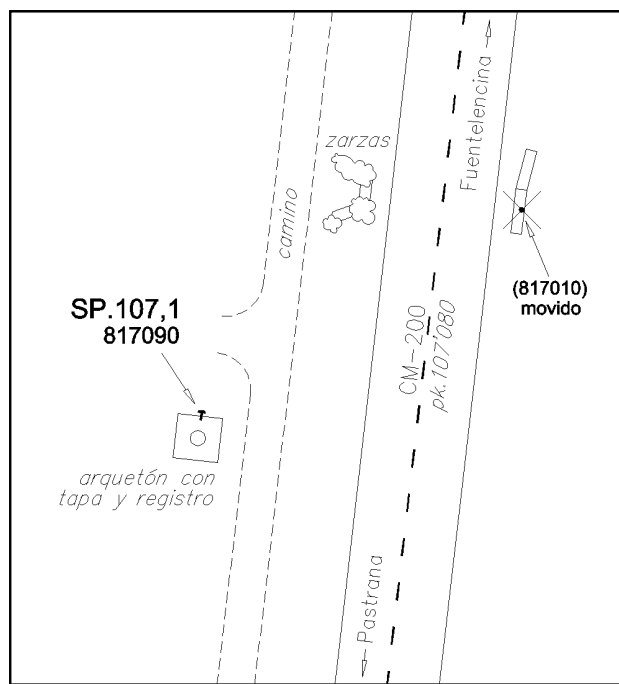 Fuentelencina
zarzas
camino
(817010)
movido
SP.107,1
817090
CM-200
pk.107'080
arquetón con
tapa y registro
Pastrana